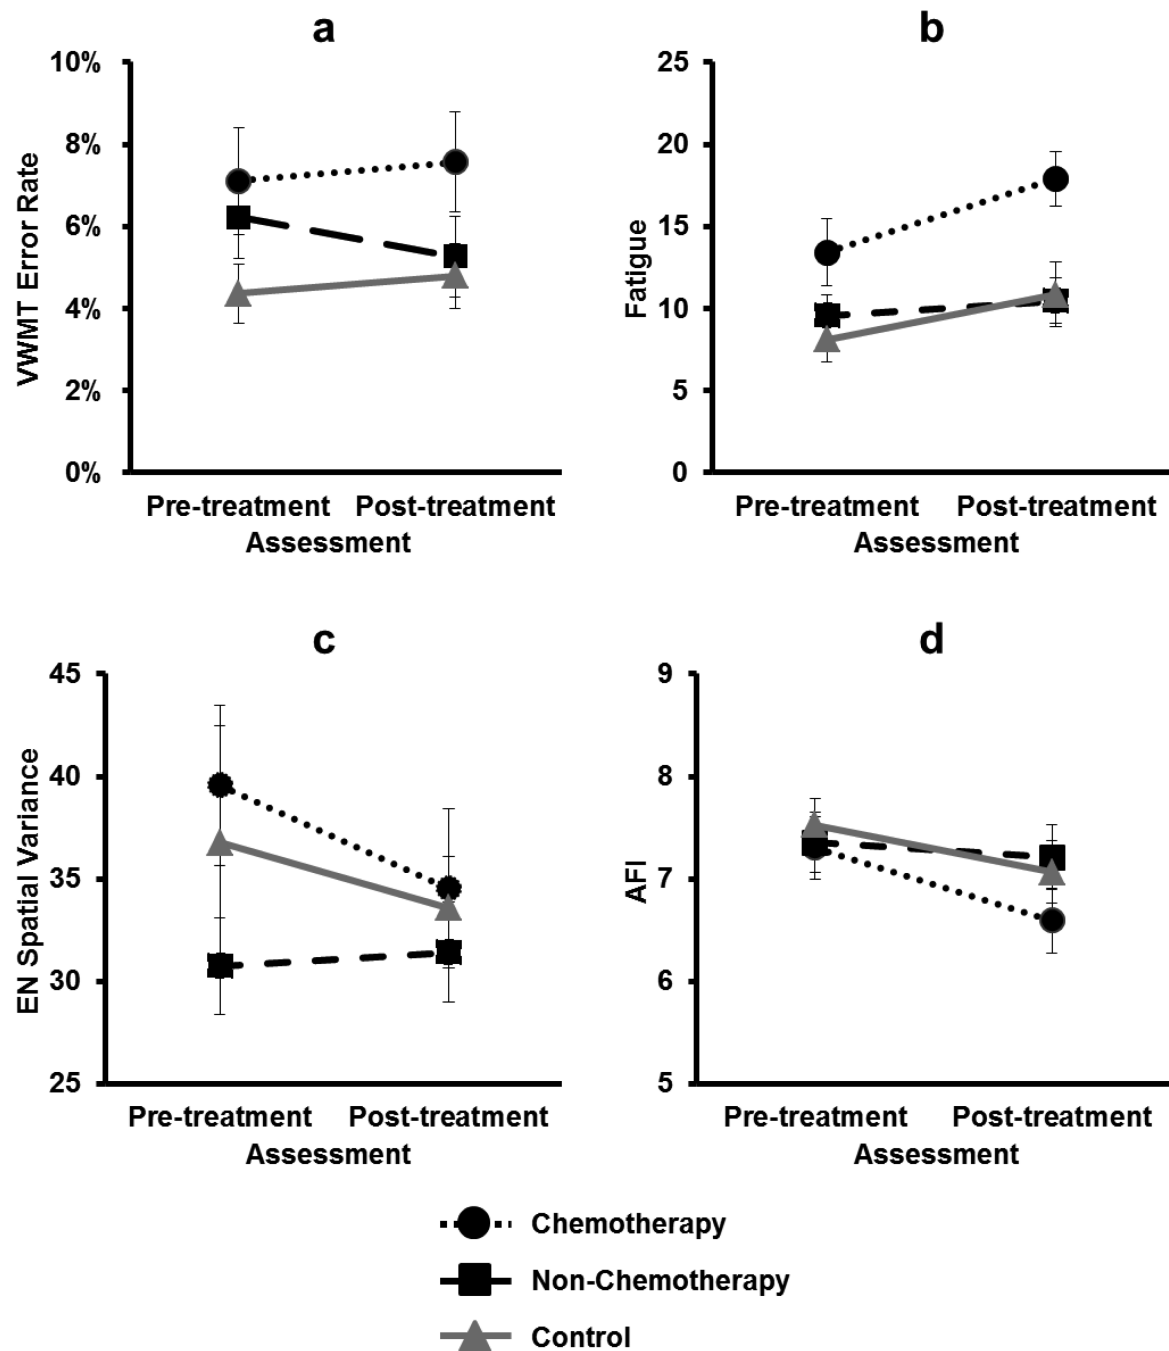 a
10%
8%
6%
4%
2%
0%
VWMT Error Rate
Pre-treatment Post-treatment
Assessment
b
25
20
15
10
5
0
Fatigue
Pre-treatment Post-treatment
Assessment
c
45
40
35
30
25
EN Spatial Variance
Pre-treatment Post-treatment
Assessment
d
9
8
7
6
5
AFI
Pre-treatment Post-treatment
Assessment
Chemotherapy
Non-Chemotherapy
Control